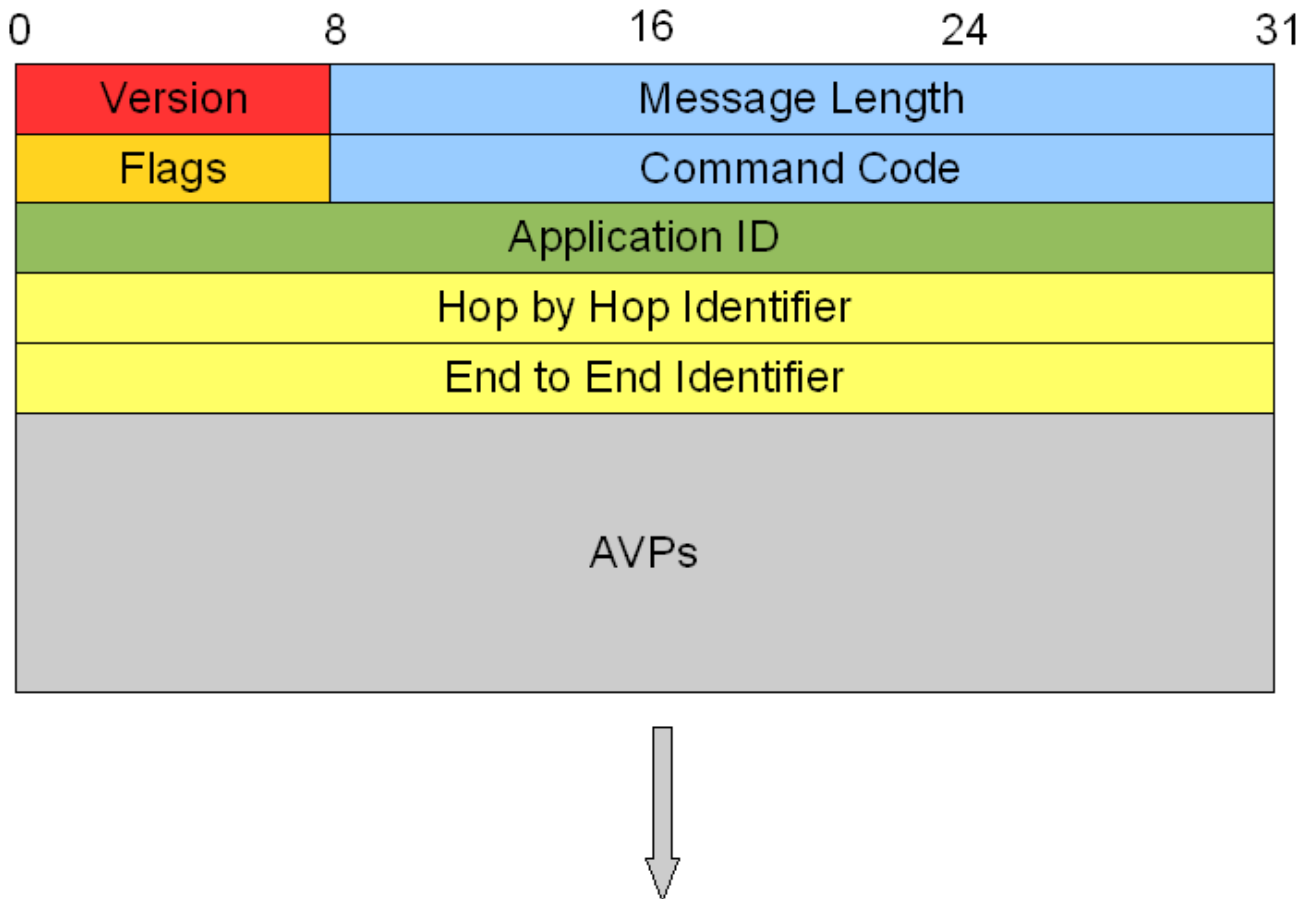 0 8 16 24 31
Version Message Length
Flags Command Code
Application ID
Hop by Hop Identifier
End to End Identifier
AVPs